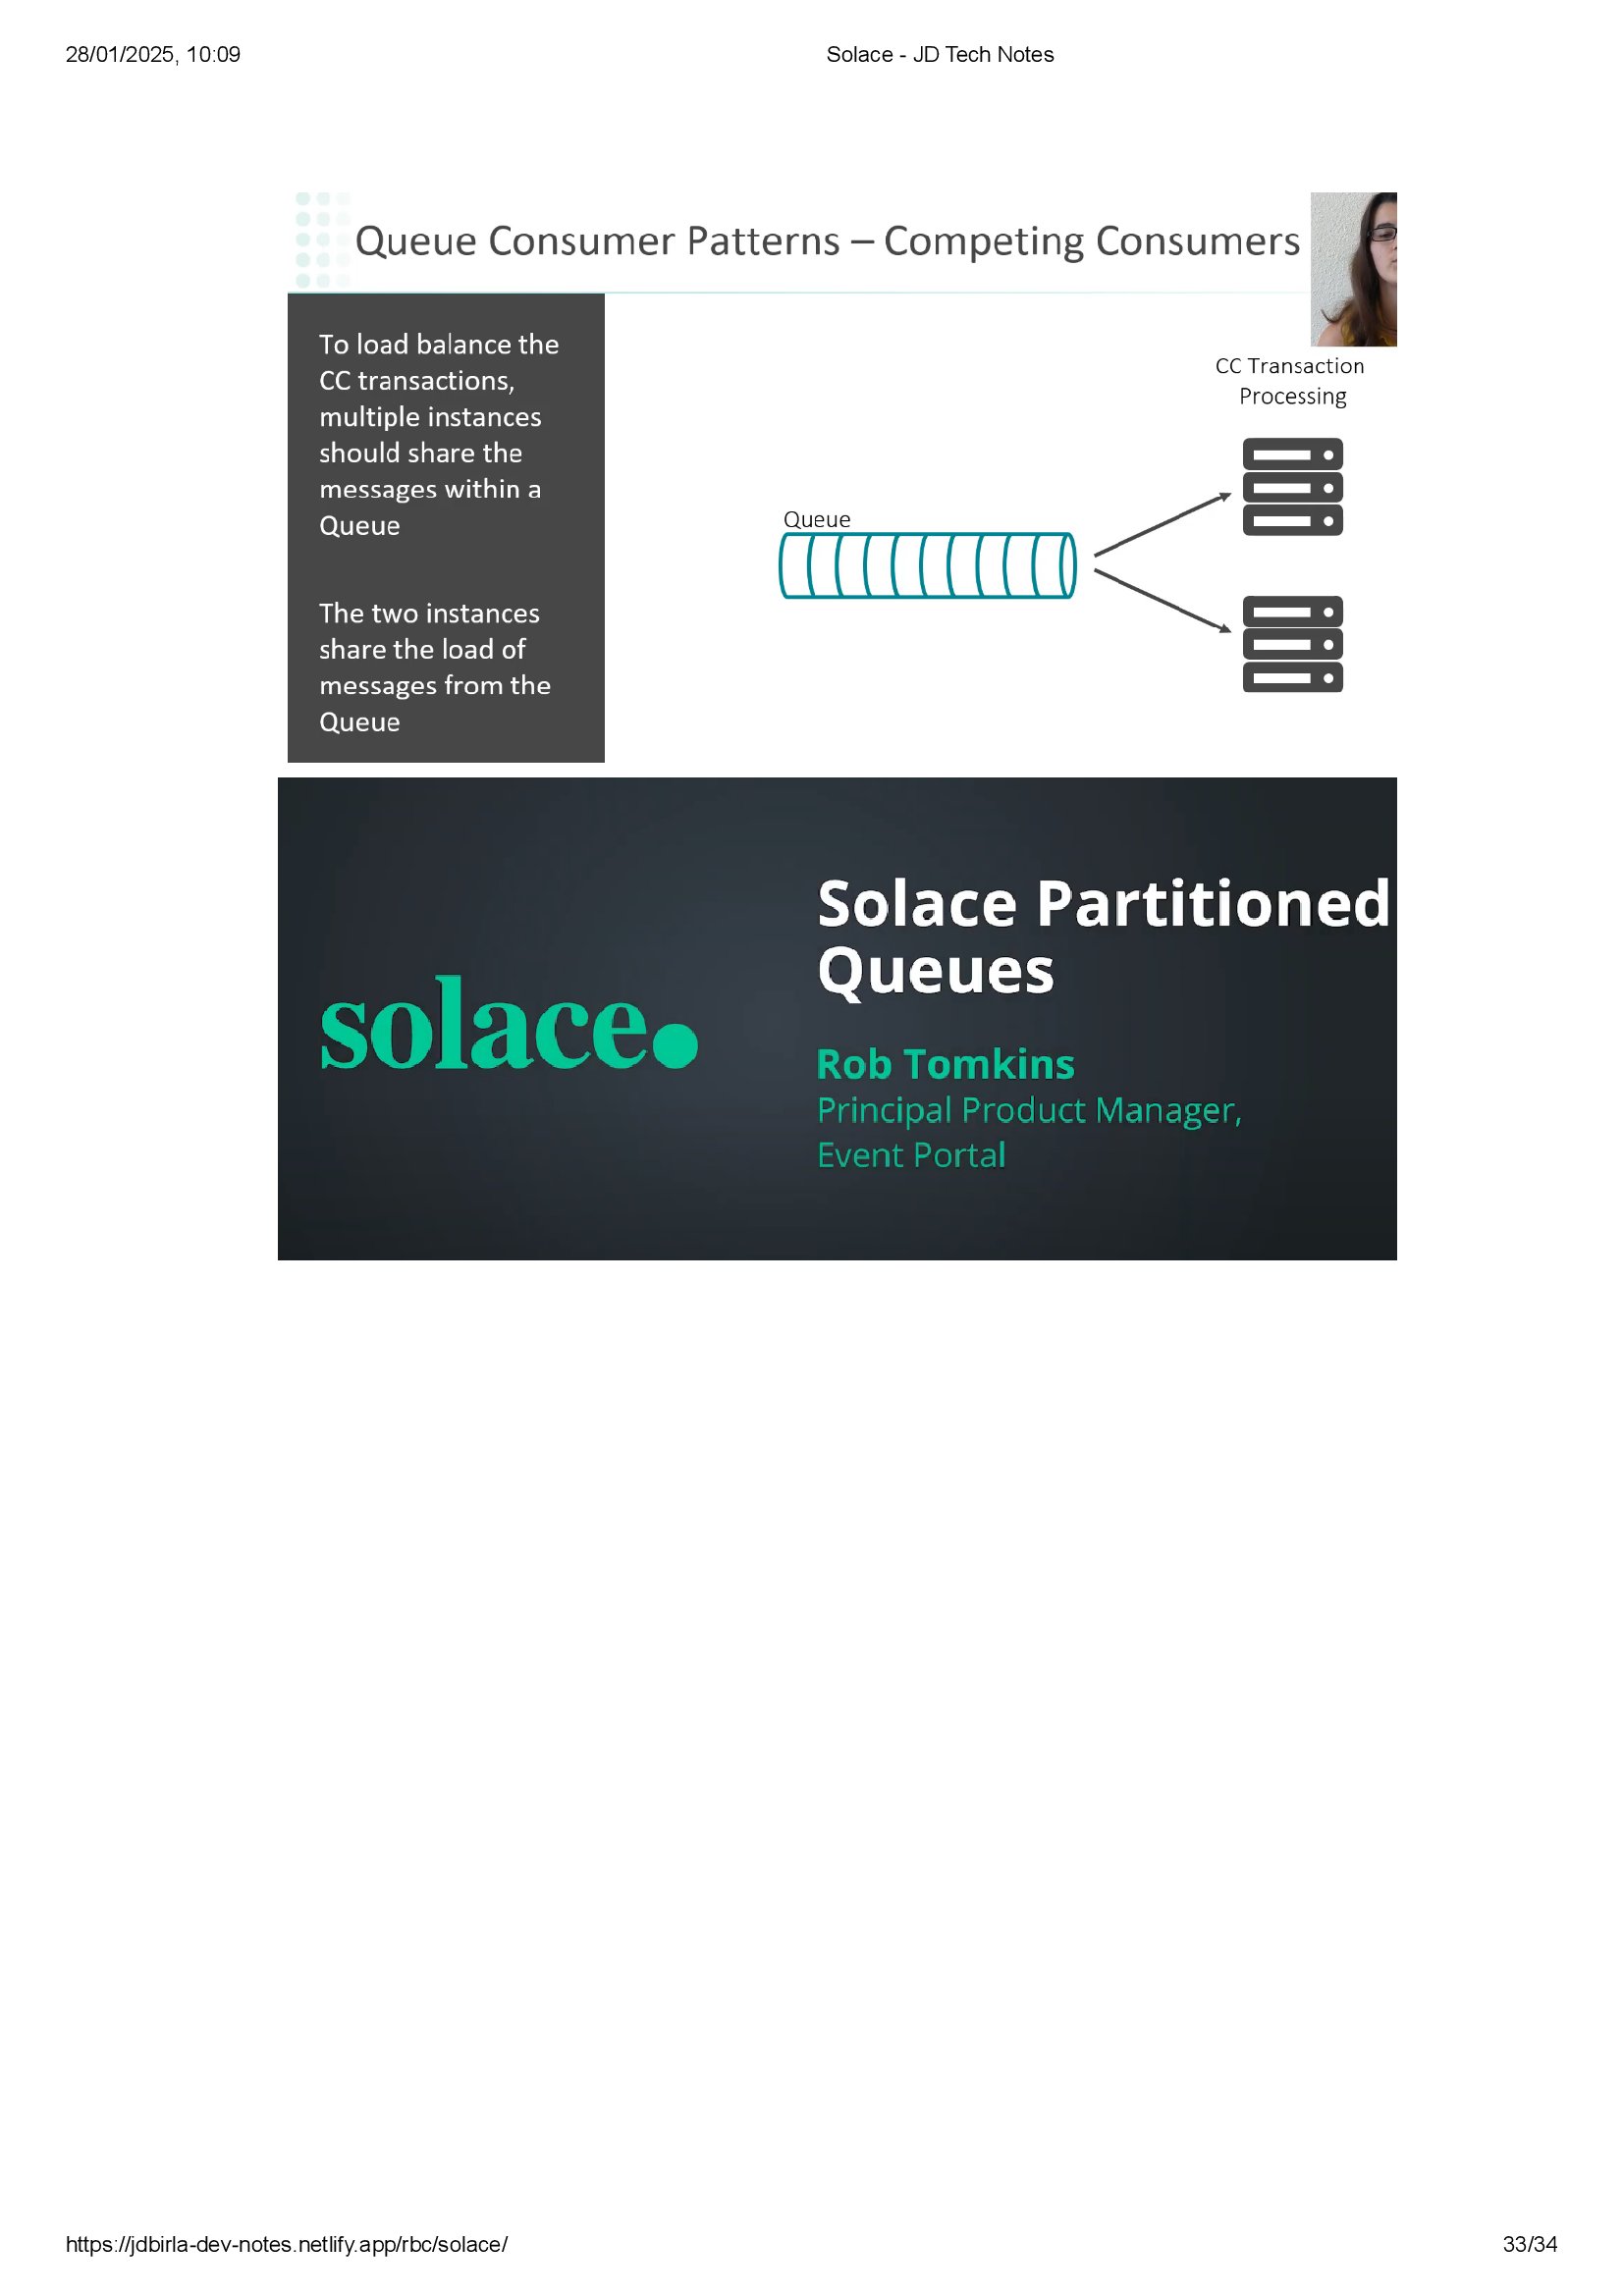 28/01/2025, 10:09
Solace - JD Tech Notes
Queue Consumer Patterns – Competing Consumers
To load balance the
CC transactions,
multiple instances
should share the
messages within a
Queue
The two instances
share the load of
messages from the
Queue
Queue
CC Transaction
Processing
solace.
Solace Partitioned
Queues
Rob Tomkins
Principal Product Manager,
Event Portal
https://jdbirla-dev-notes.netlify.app/rbc/solace/
33/34